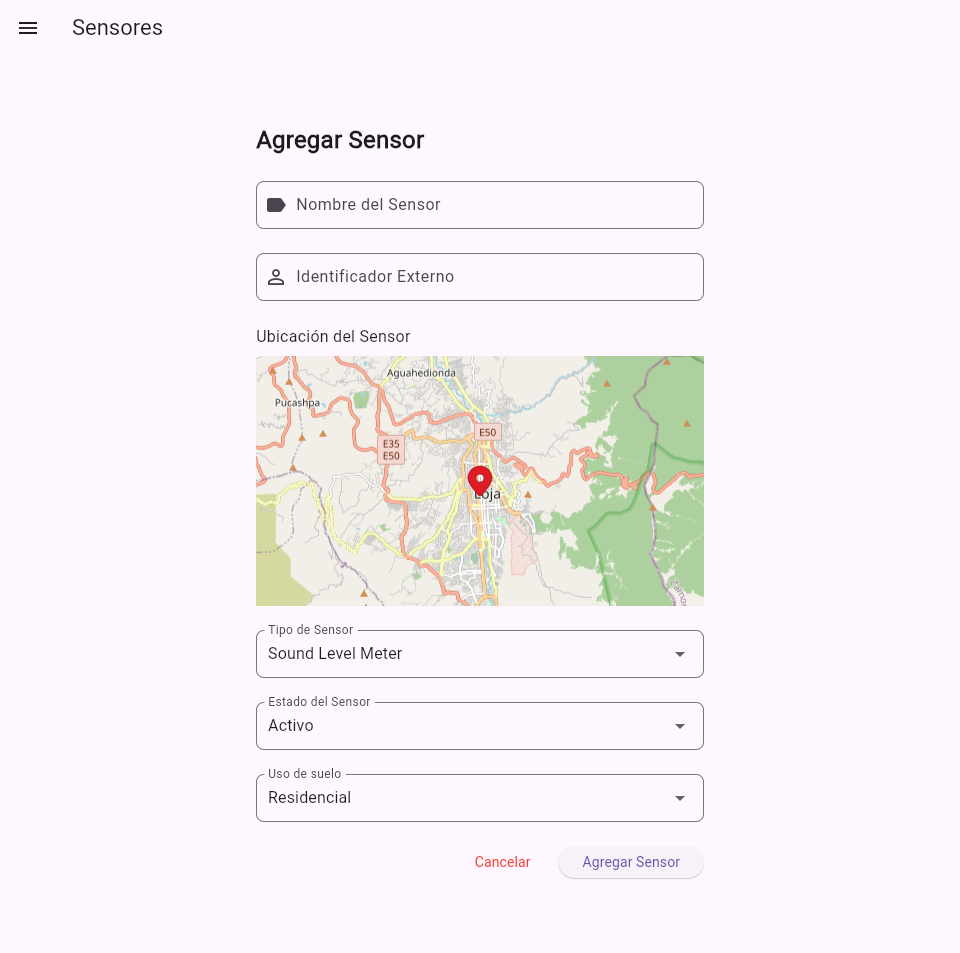 Sensores
Agregar Sensor
Nombre del Sensor
Identificador Externo
Ubicación del Sensor
Aguahedionda
Pucashpa
E50
E35
E50
Loja
Zamor
Tipo de Sensor
Sound Level Meter
Estado del Sensor
Activo
Uso de suelo
Residencial
Cancelar
Agregar Sensor